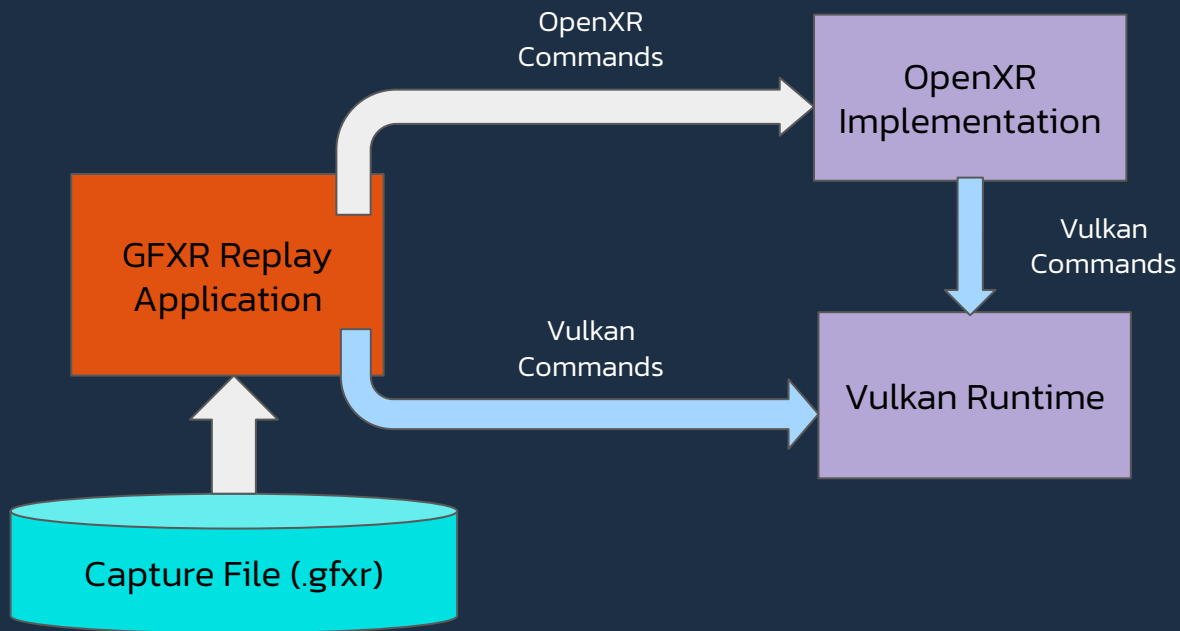 OpenXR
Commands
OpenXR
Implementation
GFXR Replay
Application
Vulkan
Commands
Vulkan
Commands
Vulkan Runtime
Capture File (.gfxr)